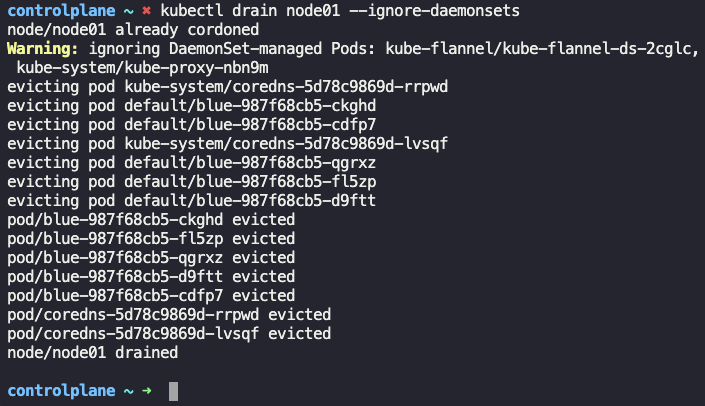 controlplane ~ ✖ kubectl drain node01 --ignore-daemonsets
node/node01 already cordoned
Warning: ignoring DaemonSet-managed Pods: kube-flannel/kube-flannel-ds-2cglc,
 kube-system/kube-proxy-nbn9m
evicting pod kube-system/coredns-5d78c9869d-rrpwd
evicting pod default/blue-987f68cb5-ckghd
evicting pod default/blue-987f68cb5-cdfp7
evicting pod kube-system/coredns-5d78c9869d-lvsqf
evicting pod default/blue-987f68cb5-qgrxz
evicting pod default/blue-987f68cb5-fl5zp
evicting pod default/blue-987f68cb5-d9ftt
pod/blue-987f68cb5-ckghd evicted
pod/blue-987f68cb5-fl5zp evicted
pod/blue-987f68cb5-qgrxz evicted
pod/blue-987f68cb5-d9ftt evicted
pod/blue-987f68cb5-cdfp7 evicted
pod/coredns-5d78c9869d-rrpwd evicted
pod/coredns-5d78c9869d-lvsqf evicted
node/node01 drained
controlplane ~ ➜